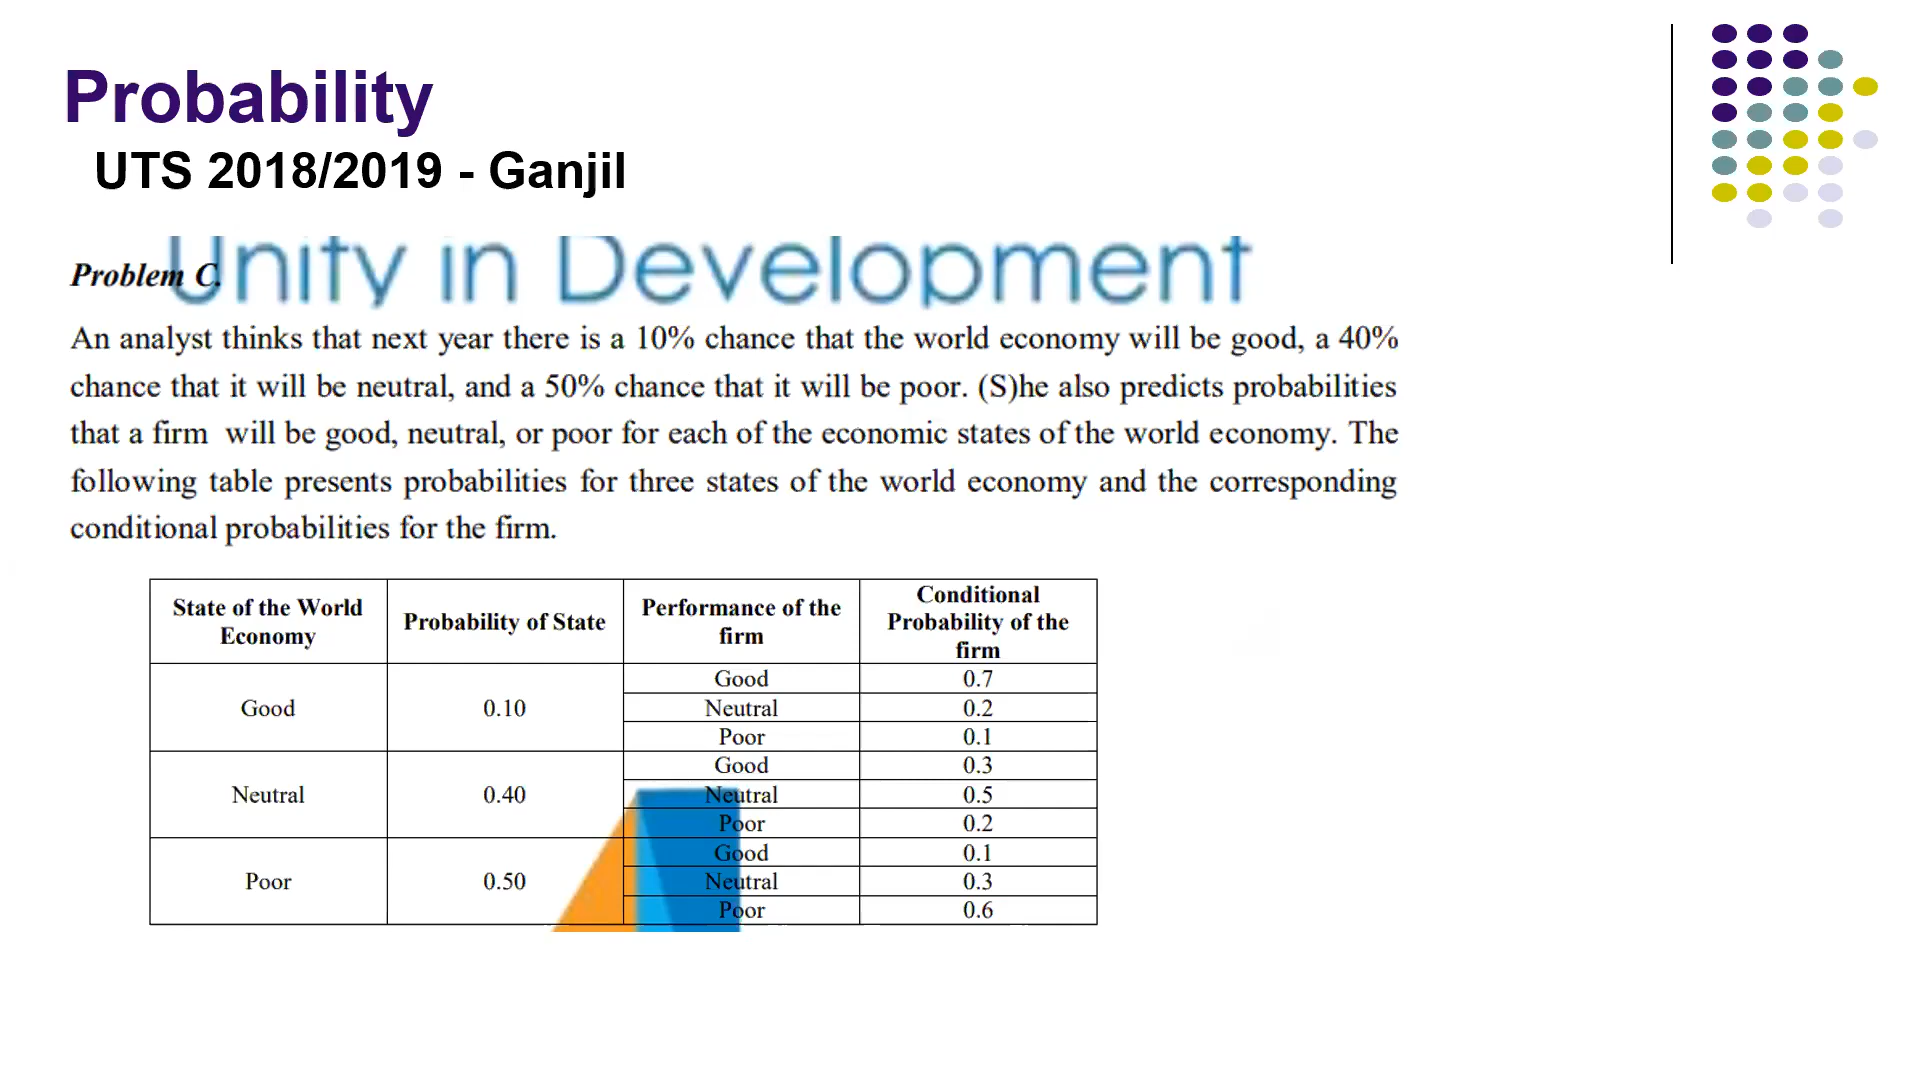 Probability
UTS 2018/2019 - Ganjil
Unity in Development
Problem C.
An analyst thinks that next year there is a 10% chance that the world economy will be good, a 40%
chance that it will be neutral, and a 50% chance that it will be poor. (S)he also predicts probabilities
that a firm will be good, neutral, or poor for each of the economic states of the world economy. The
following table presents probabilities for three states of the world economy and the corresponding
conditional probabilities for the firm.
State of the World Economy Probability of State Performance of the firm Conditional Probability of the firm
Good 0.10 Good 0.7
Neutral 0.2
Poor 0.1
Neutral 0.40 Good 0.3
Neutral 0.5
Poor 0.2
Poor 0.50 Good 0.1
Neutral 0.3
Poor 0.6